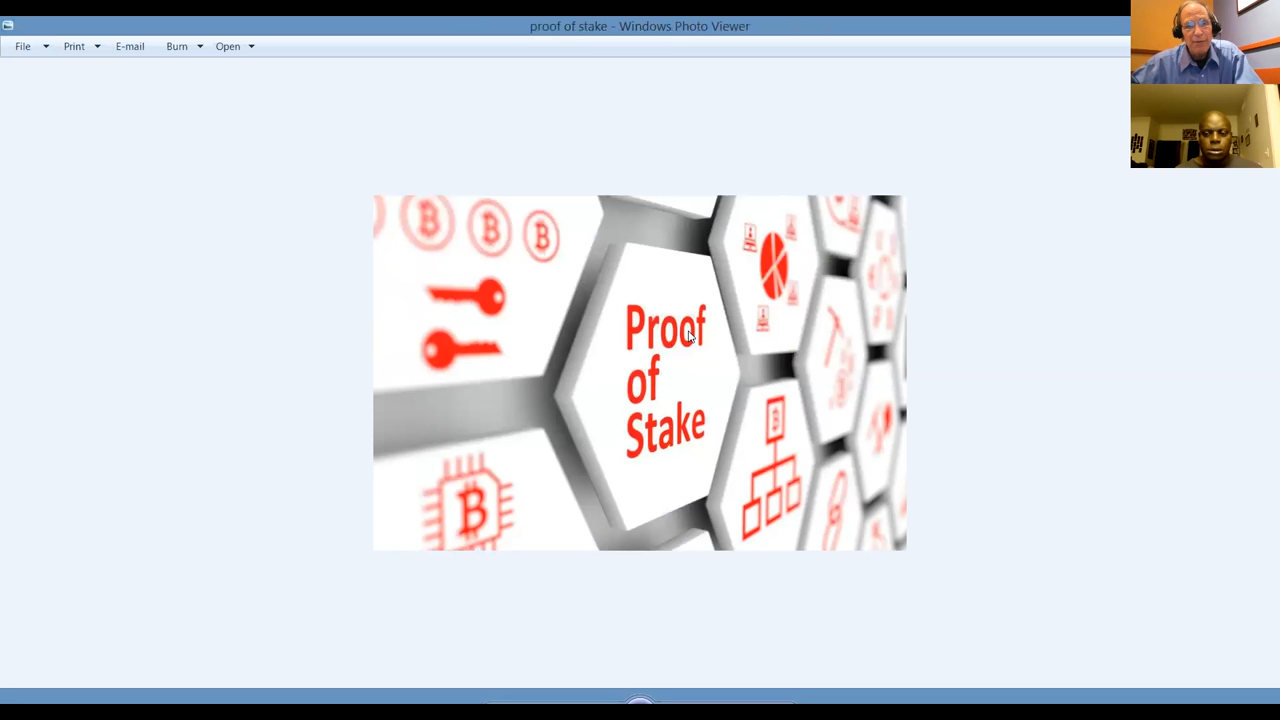 proof of stake - Windows Photo Viewer
File Print E-mail Burn Open
Proof
of
Stake